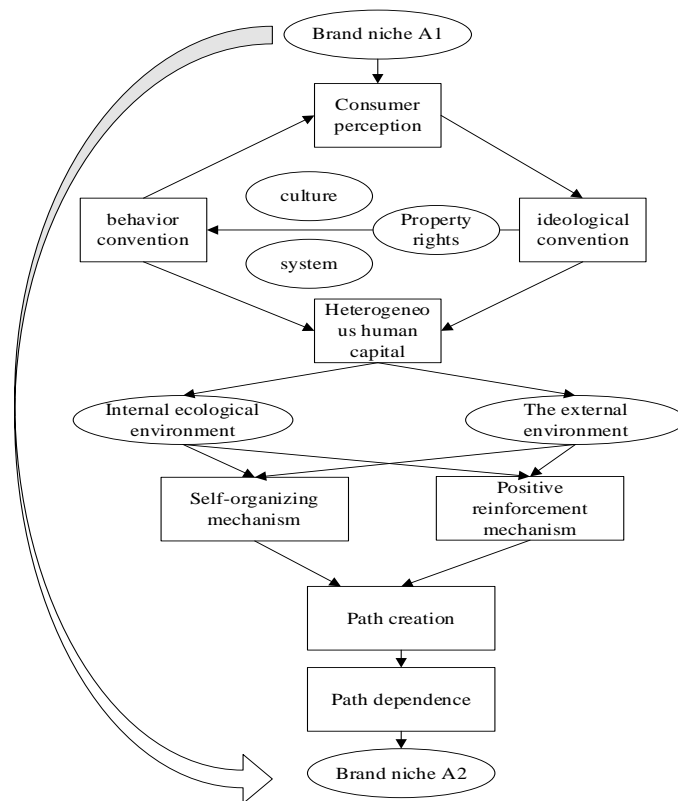 Brand niche A1
Consumer
perception
culture
behavior
convention
Property
rights
ideological
convention
system
Heterogeneo
us human
capital
Internal ecological
environment
The external
environment
Self-organizing
mechanism
Positive
reinforcement
mechanism
Path creation
Path dependence
Brand niche A2